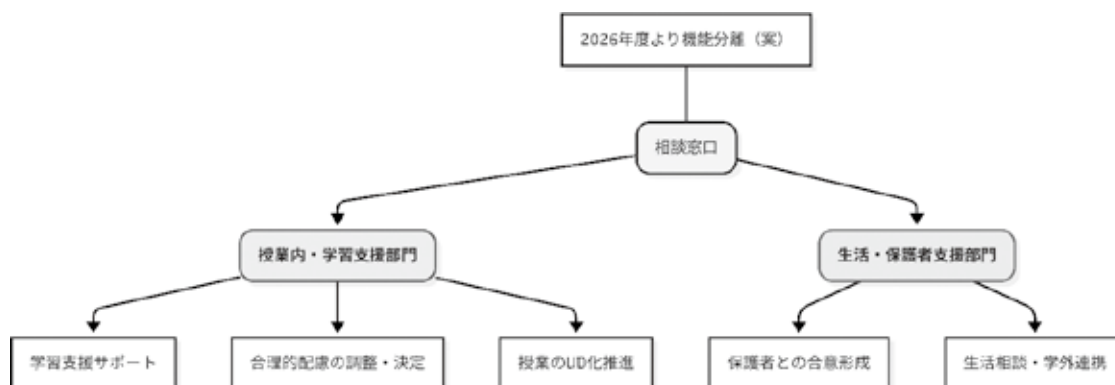 2026年度より機能分離（案）
相談窓口
授業内・学習支援部門
生活・保護者支援部門
学習支援サポート
合理的配慮の調整・決定
授業のUD化推進
保護者との合意形成
生活相談・学外連携